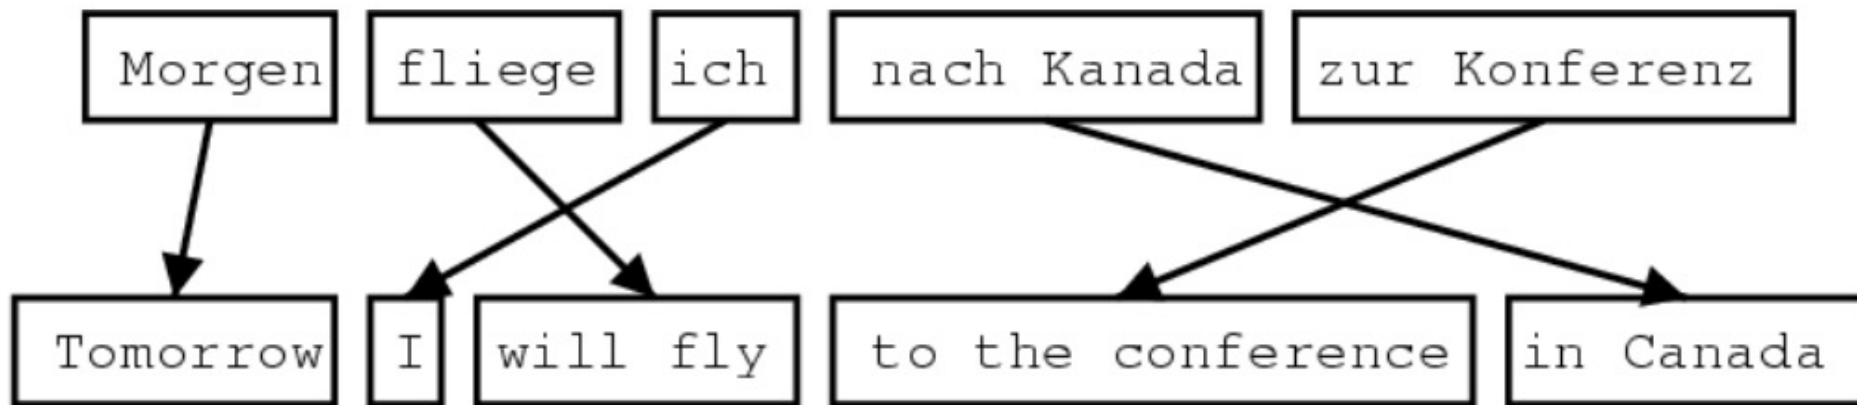 Morgen fliege ich nach Kanada zur Konferenz
Tomorrow I will fly to the conference in Canada